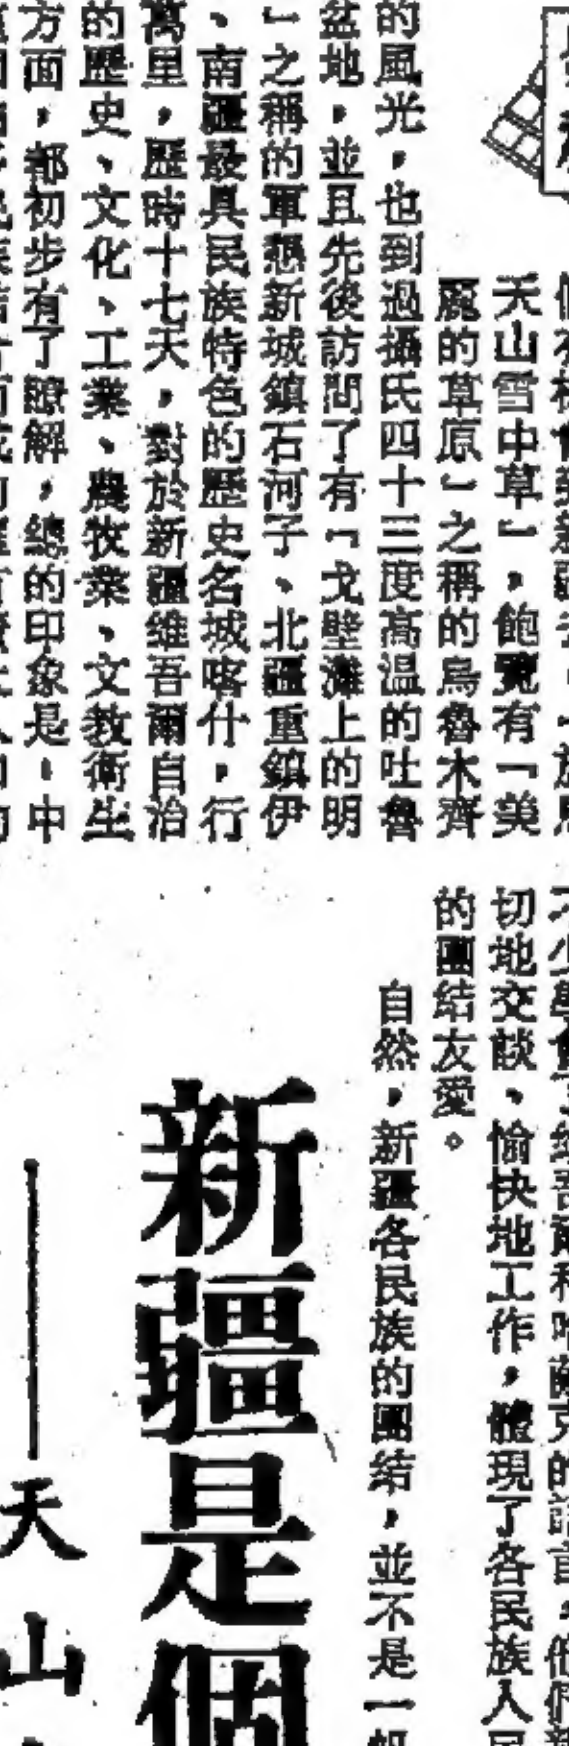 天山雪中草」，飽覽有「美
麗的草原」之稱的烏魯木齊
的風光，也到過攝氏四十三度高温的吐魯
盆地，並且先後訪問了有「戈壁灘上的明
」之稱的軍懇新城鎮石河子、北疆重鎮伊
、南疆最具民族特色的歷史名城喀什，行
萬里，歷時十七天，對於新疆维吾爾自治
的歷史、文化、工業、農牧業、文教衛生
方面，都初步有了瞭解，總的印象是：中
切地交談、愉快地工作，體現了各民族人
的團结友愛。
自然，新疆各民族的團结，並不是一
新疆是個
天山